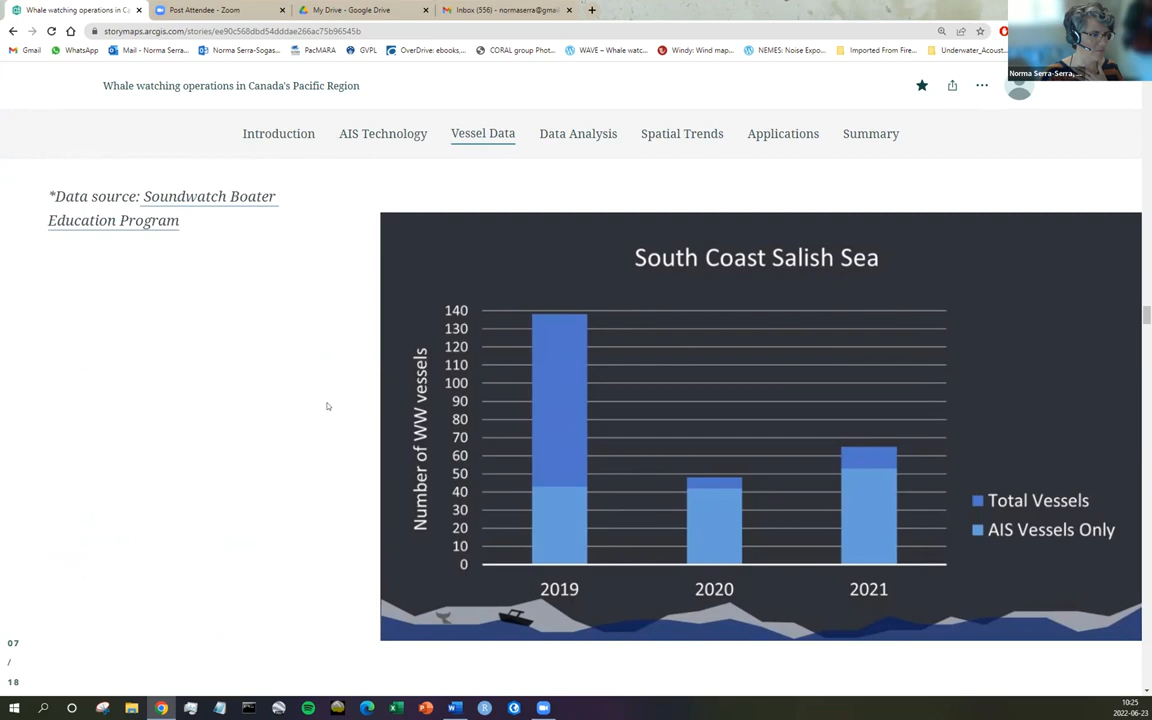 Whale watching operations in Ca
Post Attendee - Zoom
My Drive - Google Drive
Inbox (556) - normaserra@gmai
storymaps.arcgis.com/stories/ee90c568dbd54dddae266ac75b96545b
Gmail
WhatsApp
Mail - Norma Serra...
Norma Serra-Sogas...
PacMARA
GVPL
OverDrive: ebooks,...
CORAL group Phot...
WAVE – Whale watc...
Windy: Wind map...
NEMES: Noise Expo...
Imported From Fire...
Underwater_Acoust...
Norma Serra-Serra, ...
Whale watching operations in Canada's Pacific Region
Introduction
AIS Technology
Vessel Data
Data Analysis
Spatial Trends
Applications
Summary
*Data source: Soundwatch Boater
Education Program
South Coast Salish Sea
Number of WW vessels
140
130
120
110
100
90
80
70
60
50
40
30
20
10
0
2019
2020
2021
Total Vessels
AIS Vessels Only
07
/
18
10:25
2022-06-23